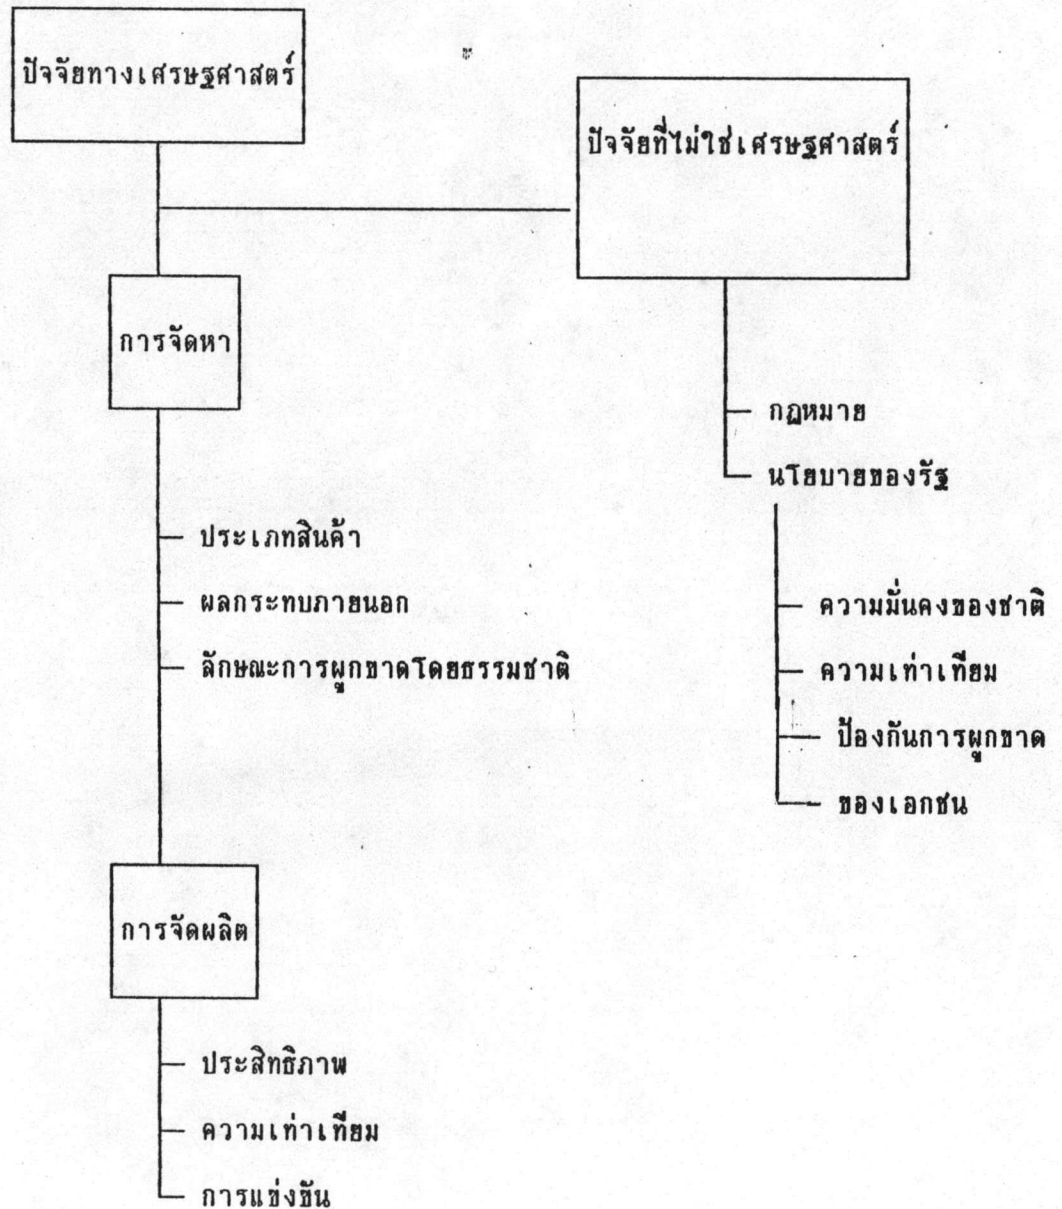 ปัจจัยทางเศรษฐศาสตร์
ปัจจัยที่ไม่ใช่เศรษฐศาสตร์
การจัดหา
ประเภทสินค้า
ผลกระทบภายนอก
ลักษณะการผูกขาดโดยธรรมชาติ
การจัดผลิต
ประสิทธิภาพ
ความเท่าเทียม
การแข่งขัน
กฎหมาย
นโยบายของรัฐ
ความมั่นคงของชาติ
ความเท่าเทียม
ป้องกันการผูกขาด
ของเอกชน